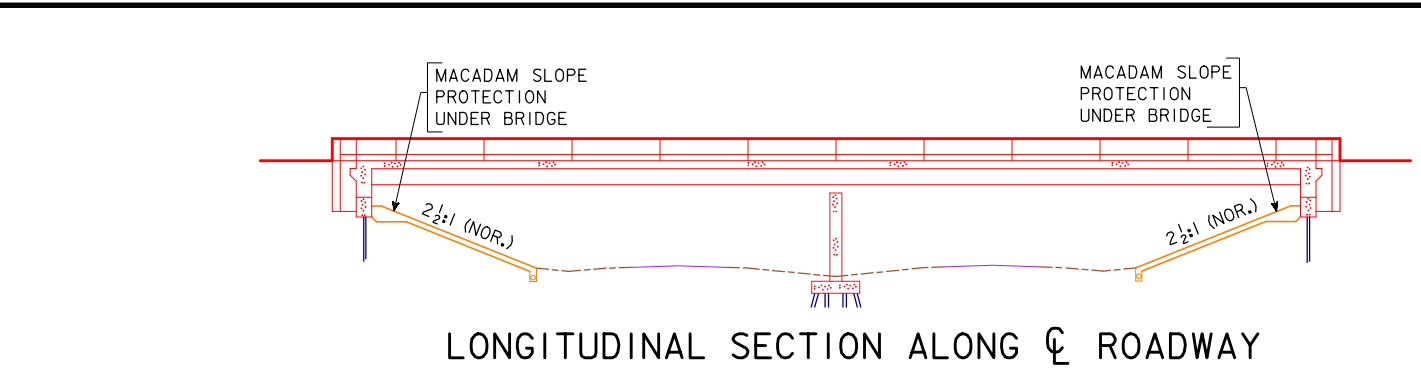 MACADAM SLOPE
PROTECTION
UNDER BRIDGE
MACADAM SLOPE
PROTECTION
UNDER BRIDGE
2½:1 (NOR.)
2½:1 (NOR.)
LONGITUDINAL SECTION ALONG ℄ ROADWAY